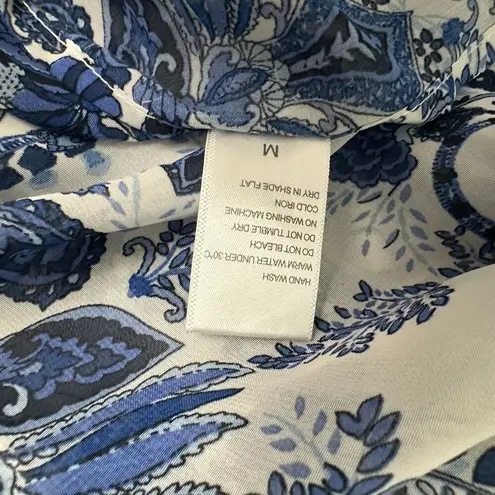 HAND WASH
WARM WATER UNDER 30°C
DO NOT BLEACH
DO NOT TUMBLE DRY
NO WASHING MACHINE
COLD IRON
DRY IN SHADE FLAT
M